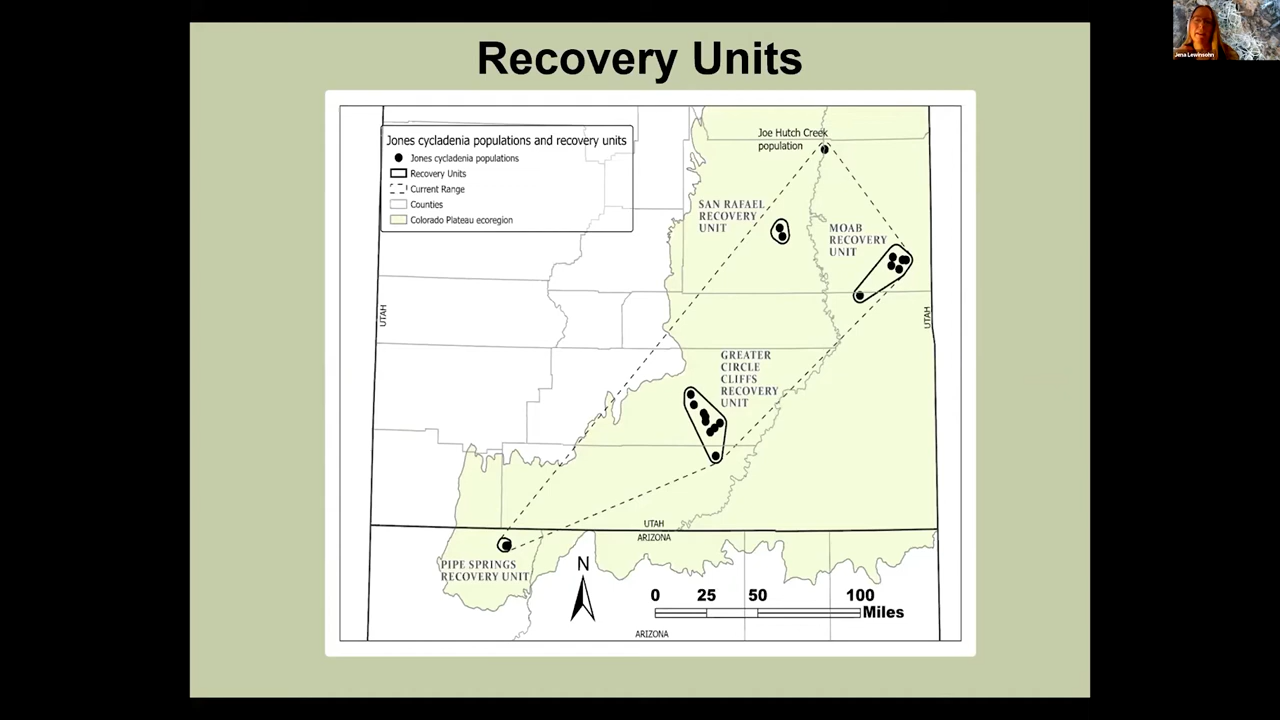 Recovery Units
Jena Lewinsohn
Jones cycladenia populations and recovery units
Jones cycladenia populations
Recovery Units
Current Range
Counties
Colorado Plateau ecoregion
Joe Hutch Creek
population
SAN RAFAEL
RECOVERY
UNIT
MOAB
RECOVERY
UNIT
UTAH
UTAH
GREATER
CIRCLE
CLIFFS
RECOVERY
UNIT
UTAH
ARIZONA
PIPE SPRINGS
RECOVERY UNIT
N
0 25 50 100
Miles
ARIZONA